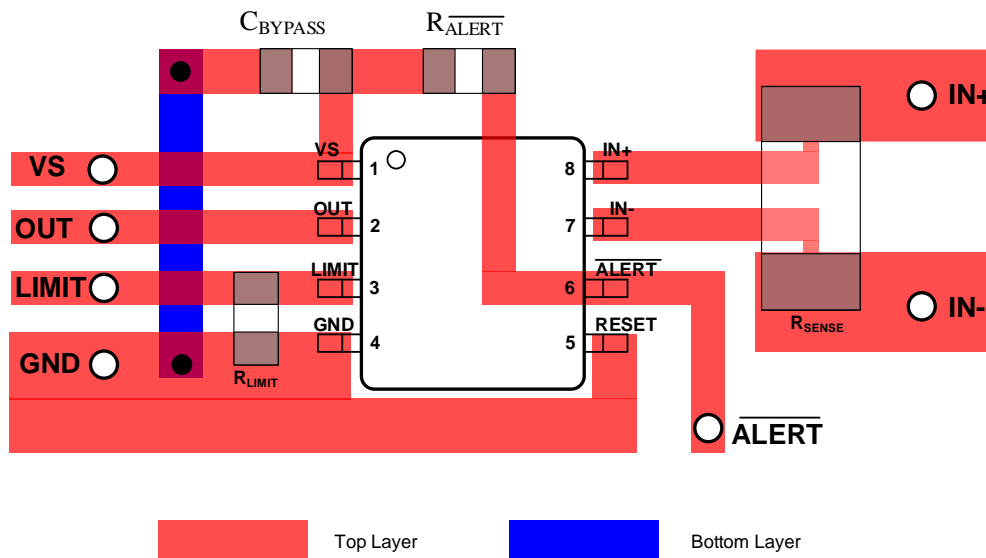 CBYPASS RALERT
IN+
VS
VS 1
8 IN+
OUT
OUT 2
7 IN-
LIMIT
LIMIT 3
6 ALERT
GND
GND 4
5 RESET
RLIMIT
RSENSE
IN-
ALERT
Top Layer
Bottom Layer